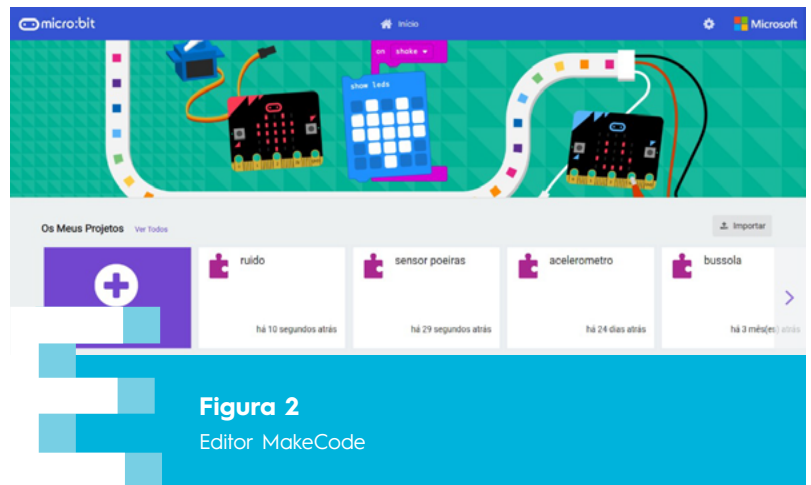 micro:bit
Início
Microsoft
on shake
show leds
Os Meus Projetos Ver Todos
Importar
ruido
há 10 segundos atrás
sensor poeiras
há 29 segundos atrás
acelerometro
há 24 dias atrás
bussola
há 3 mês(es) atrás
Figura 2
Editor MakeCode